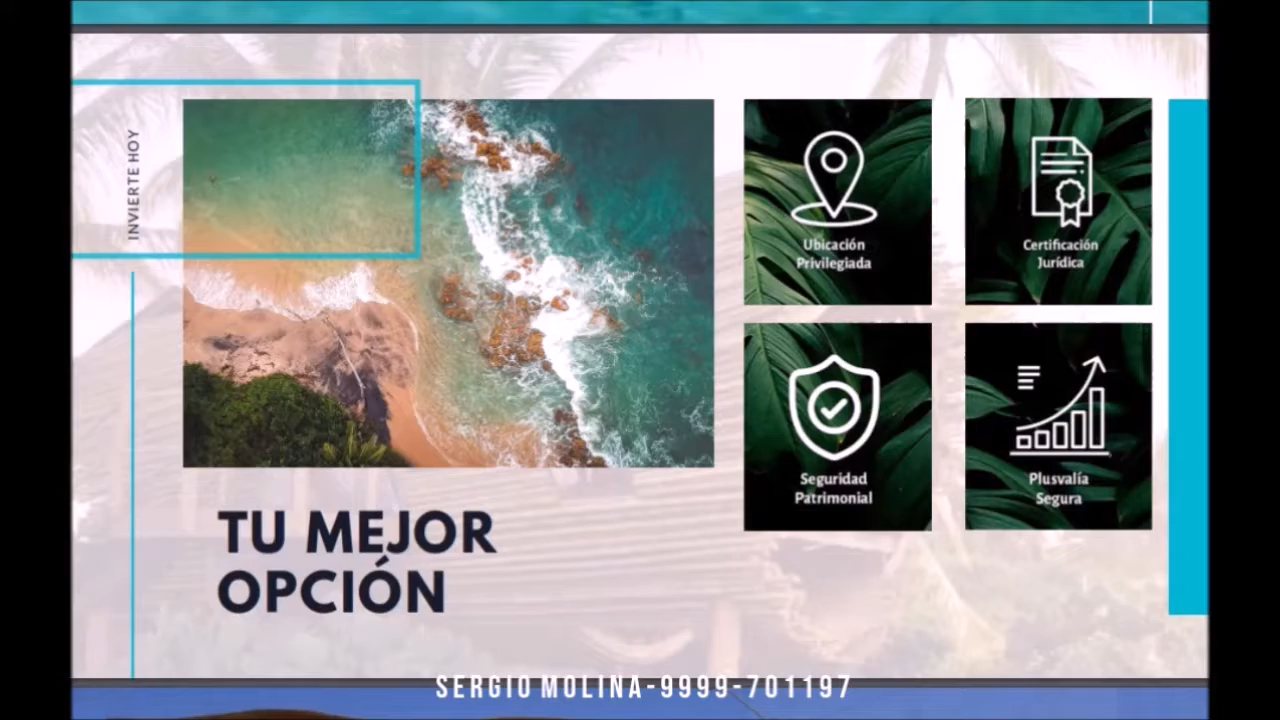 INVIERTE HOY
Ubicación
Privilegiada
Certificación
Jurídica
Seguridad
Patrimonial
Plusvalía
Segura
TU MEJOR
OPCIÓN
SERGIO MOLINA-9999-701197